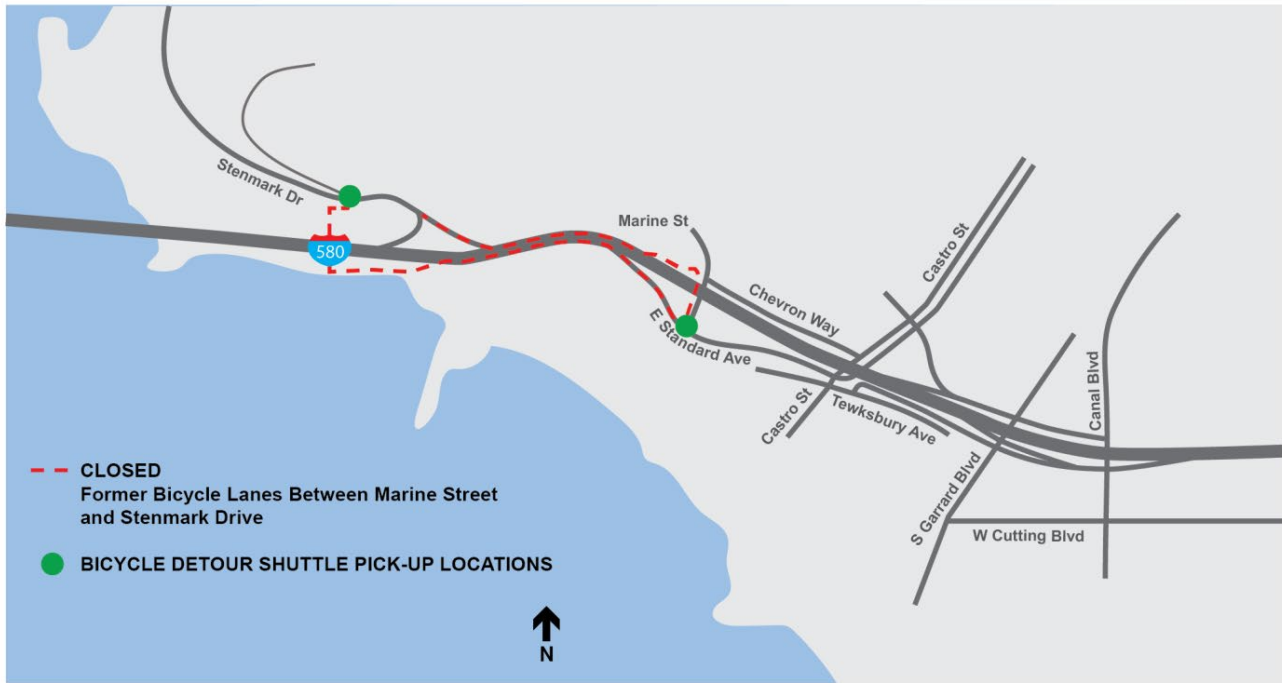 Stenmark Dr
580
Marine St
Castro St
Chevron Way
E Standard Ave
Castro St
Tewksbury Ave
Canal Blvd
S Garrard Blvd
W Cutting Blvd
CLOSED
Former Bicycle Lanes Between Marine Street
and Stenmark Drive
BICYCLE DETOUR SHUTTLE PICK-UP LOCATIONS
N